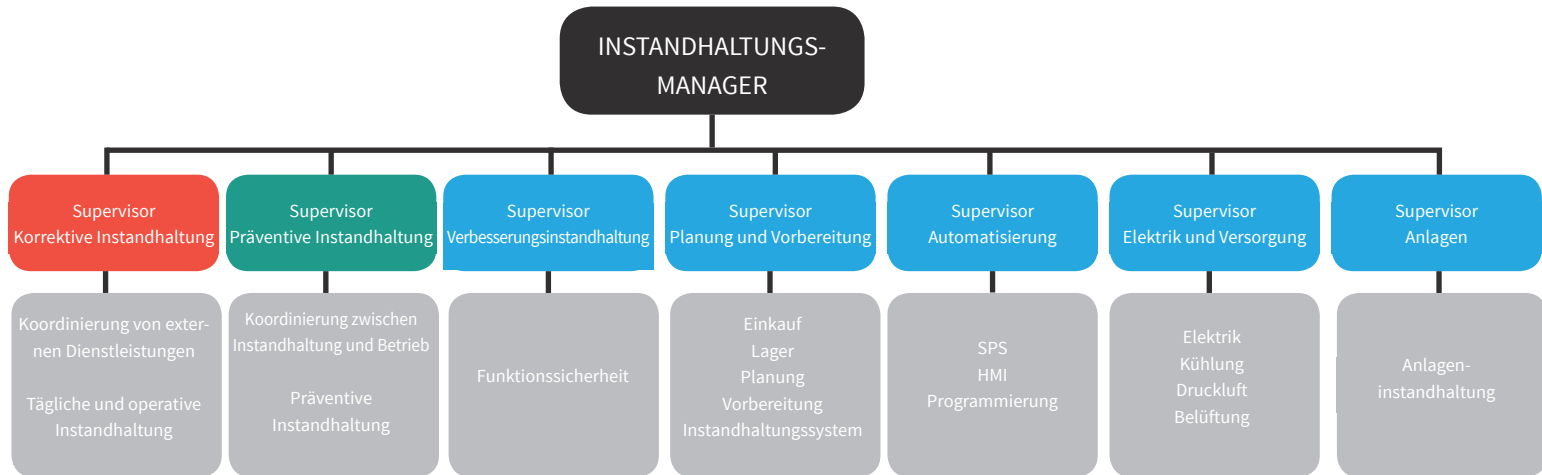 INSTANDHALTUNGS-
MANAGER
Supervisor
Korrektive Instandhaltung
Supervisor
Präventive Instandhaltung
Supervisor
Verbesserungsinstandhaltung
Supervisor
Planung und Vorbereitung
Supervisor
Automatisierung
Supervisor
Elektrik und Versorgung
Supervisor
Anlagen
Koordinierung von exter-
nen Dienstleistungen
Tägliche und operative
Instandhaltung
Koordinierung zwischen
Instandhaltung und Betrieb
Präventive
Instandhaltung
Funktionssicherheit
Einkauf
Lager
Planung
Vorbereitung
Instandhaltungssystem
SPS
HMI
Programmierung
Elektrik
Kühlung
Druckluft
Belüftung
Anlagen-
instandhaltung